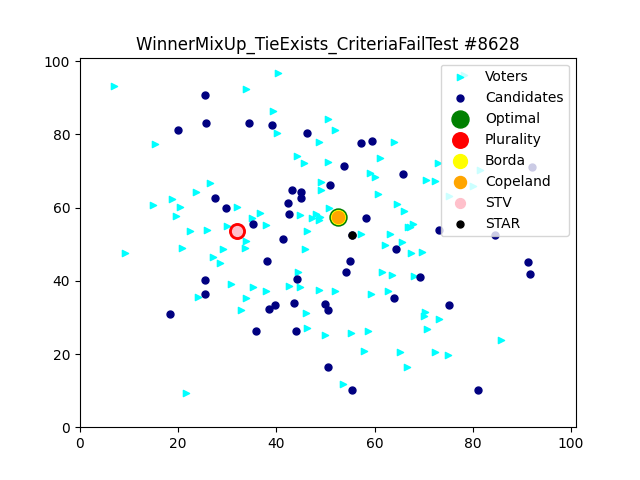 WinnerMixUp_TieExists_CriteriaFailTest #8628
100
80
60
40
20
0
0
20
40
60
80
100
Voters
Candidates
Optimal
Plurality
Borda
Copeland
STV
STAR